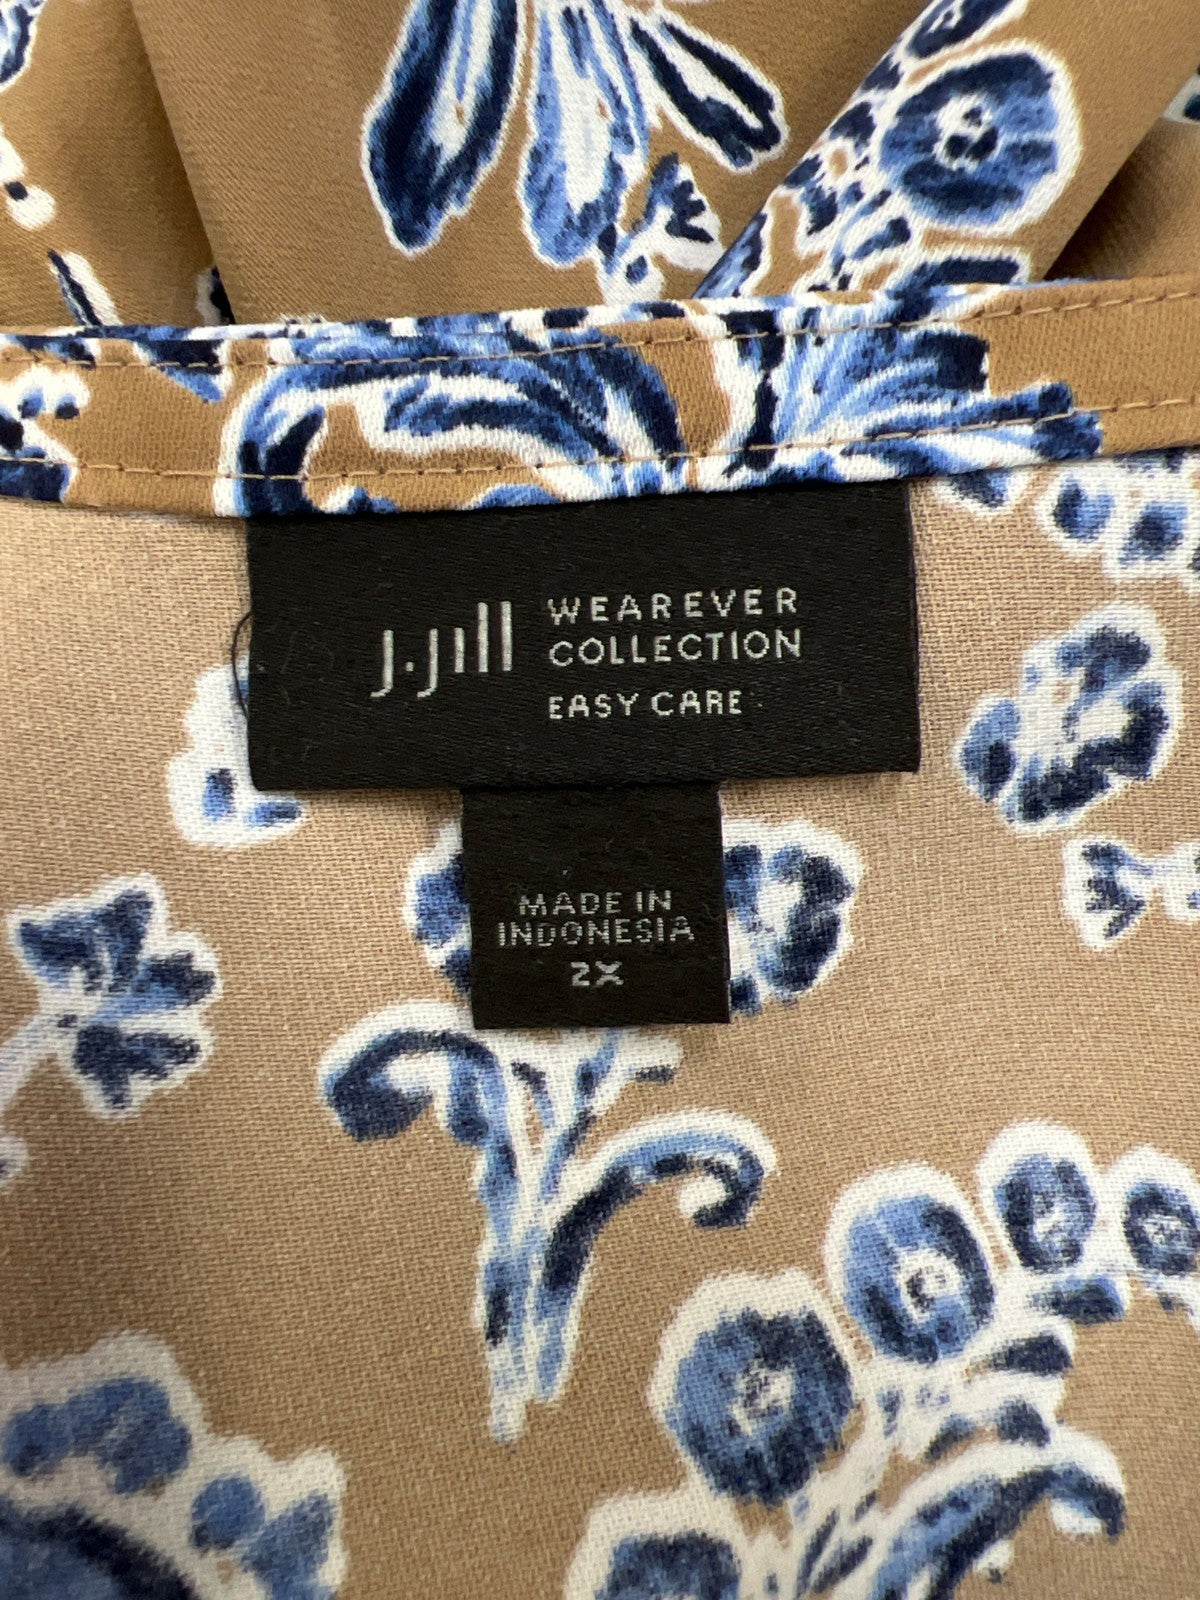 J.Jill
WEAREVER
COLLECTION
EASY CARE
MADE IN
INDONESIA
2X